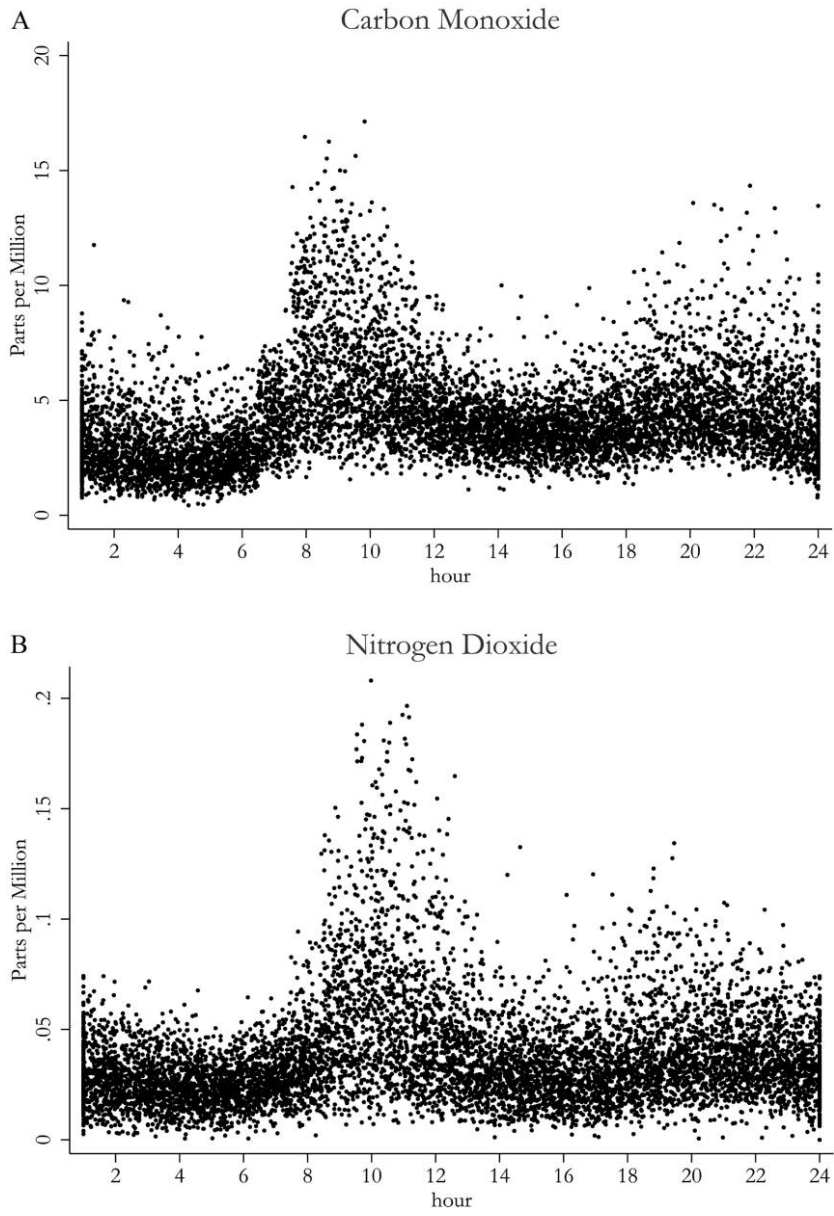 A
Carbon Monoxide
20
15
10
5
0
Parts per Million
2 4 6 8 10 12 14 16 18 20 22 24
hour
B
Nitrogen Dioxide
.2
.15
.1
.05
0
Parts per Million
2 4 6 8 10 12 14 16 18 20 22 24
hour